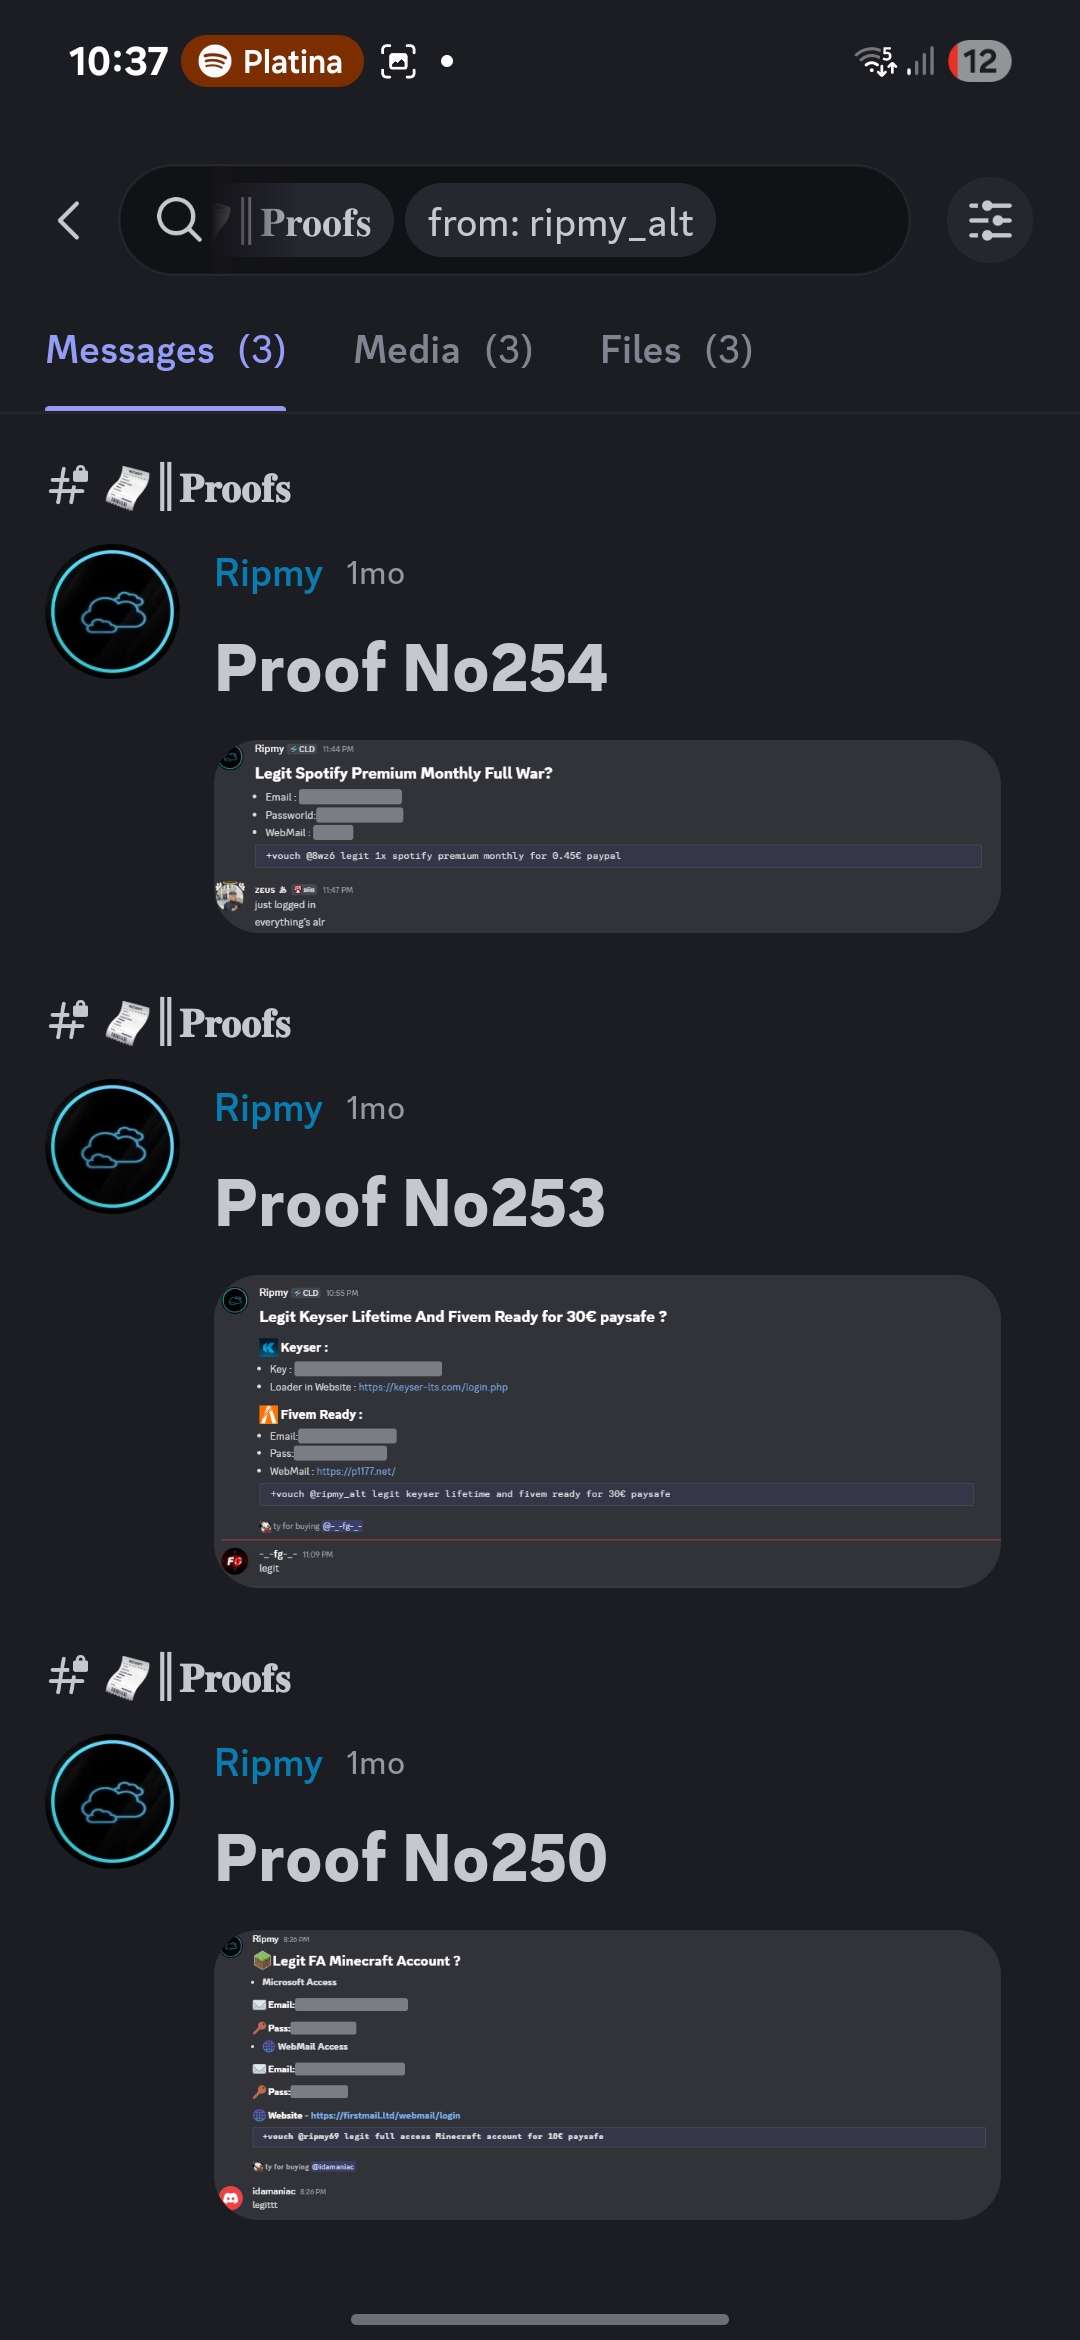 10:37 Platina 5 12
Proofs from: ripmy_alt
Messages (3) Media (3) Files (3)
Proofs
Ripmy 1mo
Proof No254
Ripmy CLD 11:44 PM
Legit Spotify Premium Monthly Full War?
• Email :
• Passworld:
• WebMail :
+vouch @8wz6 legit 1x spotify premium monthly for 0.45€ paypal
ZEUS 11:47 PM
just logged in
everything's alr
Proofs
Ripmy 1mo
Proof No253
Ripmy CLD 10:55 PM
Legit Keyser Lifetime And Fivem Ready for 30€ paysafe ?
Keyser :
• Key :
• Loader in Website : https://keyser-lts.com/login.php
Fivem Ready :
• Email:
• Pass:
• WebMail : https://p1177.net/
+vouch @ripmy_alt legit keyser lifetime and fivem ready for 30€ paysafe
ty for buying @-_-fg-_-
-_-fg-_- 11:09 PM
legit
Proofs
Ripmy 1mo
Proof No250
Ripmy 8:26 PM
Legit FA Minecraft Account ?
• Microsoft Access
Email:
Pass:
• WebMail Access
Email:
Pass:
Website - https://firstmail.ltd/webmail/login
+vouch @ripmy69 legit full access Minecraft account for 10€ paysafe
ty for buying @idamaniac
idamaniac 8:26 PM
legittt